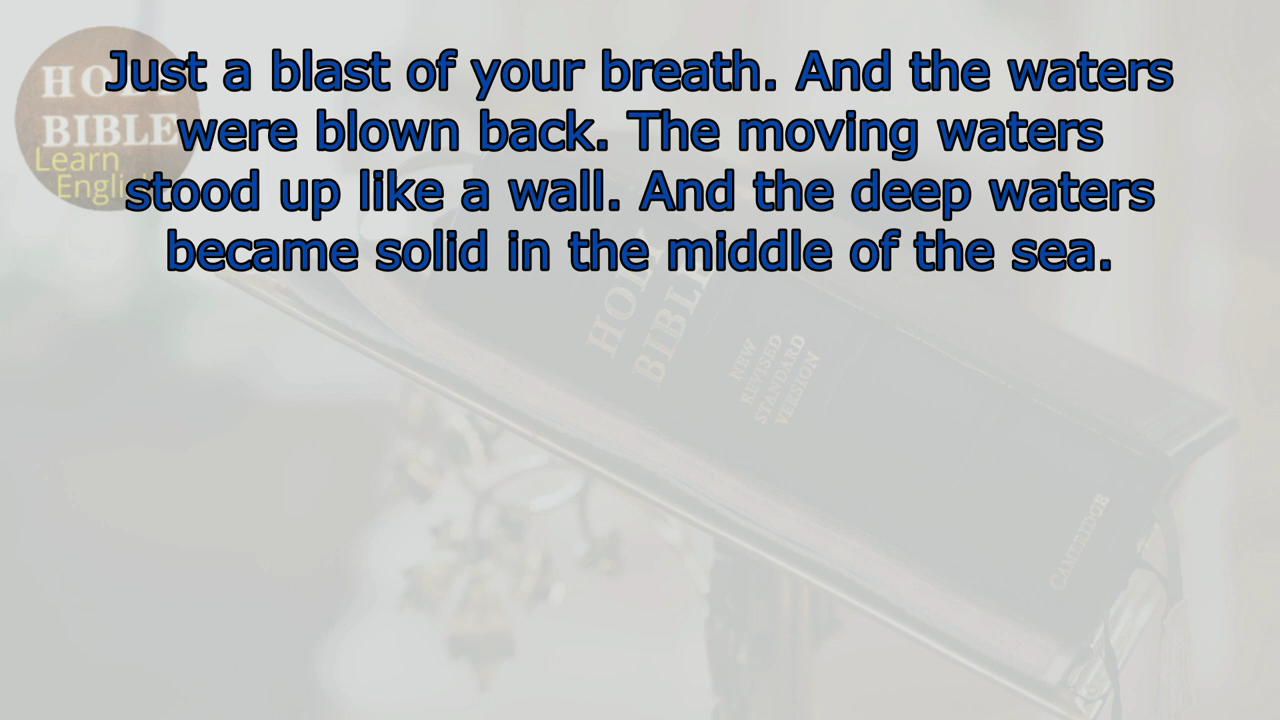 Just a blast of your breath. And the waters
were blown back. The moving waters
stood up like a wall. And the deep waters
became solid in the middle of the sea.
HOLY
BIBLE
Learn
English
HOLY
BIBLE
NEW
REVISED
STANDARD
VERSION
CAMBRIDGE